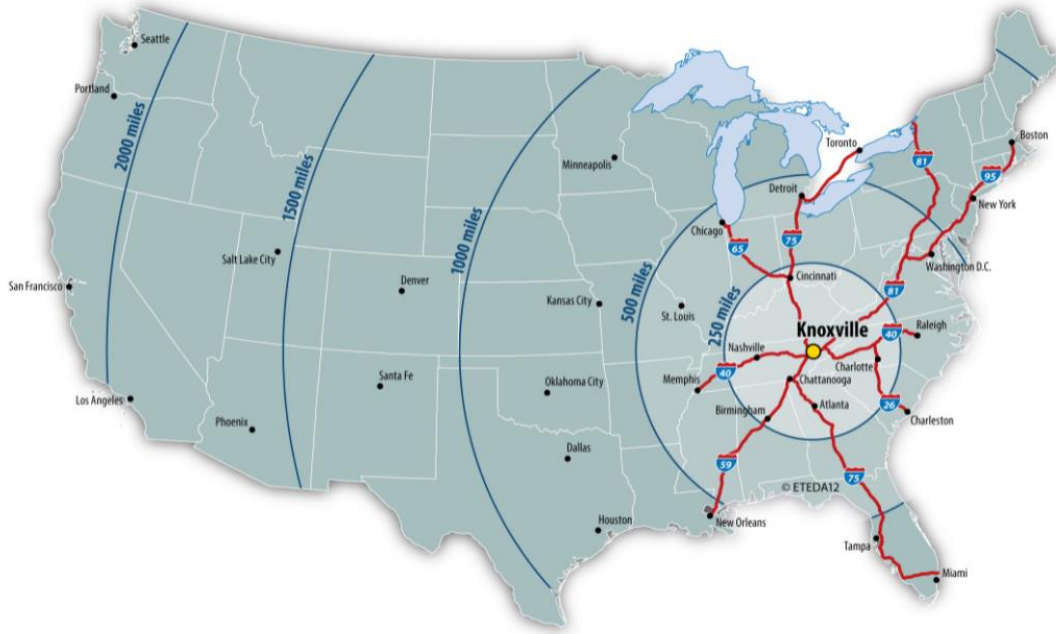 Seattle
Portland
2000 miles
1500 miles
1000 miles
500 miles
250 miles
Minneapolis
Toronto
Boston
81
95
Detroit
New York
Chicago
65
75
Washington D.C.
Salt Lake City
Denver
San Francisco
Kansas City
St. Louis
Cincinnati
81
Knoxville
40
Raleigh
Nashville
Charlotte
40
Memphis
Chattanooga
Santa Fe
Oklahoma City
Los Angeles
Phoenix
Birmingham
Atlanta
26
Charleston
Dallas
59
75
© ETEDA12
Houston
New Orleans
Tampa
Miami